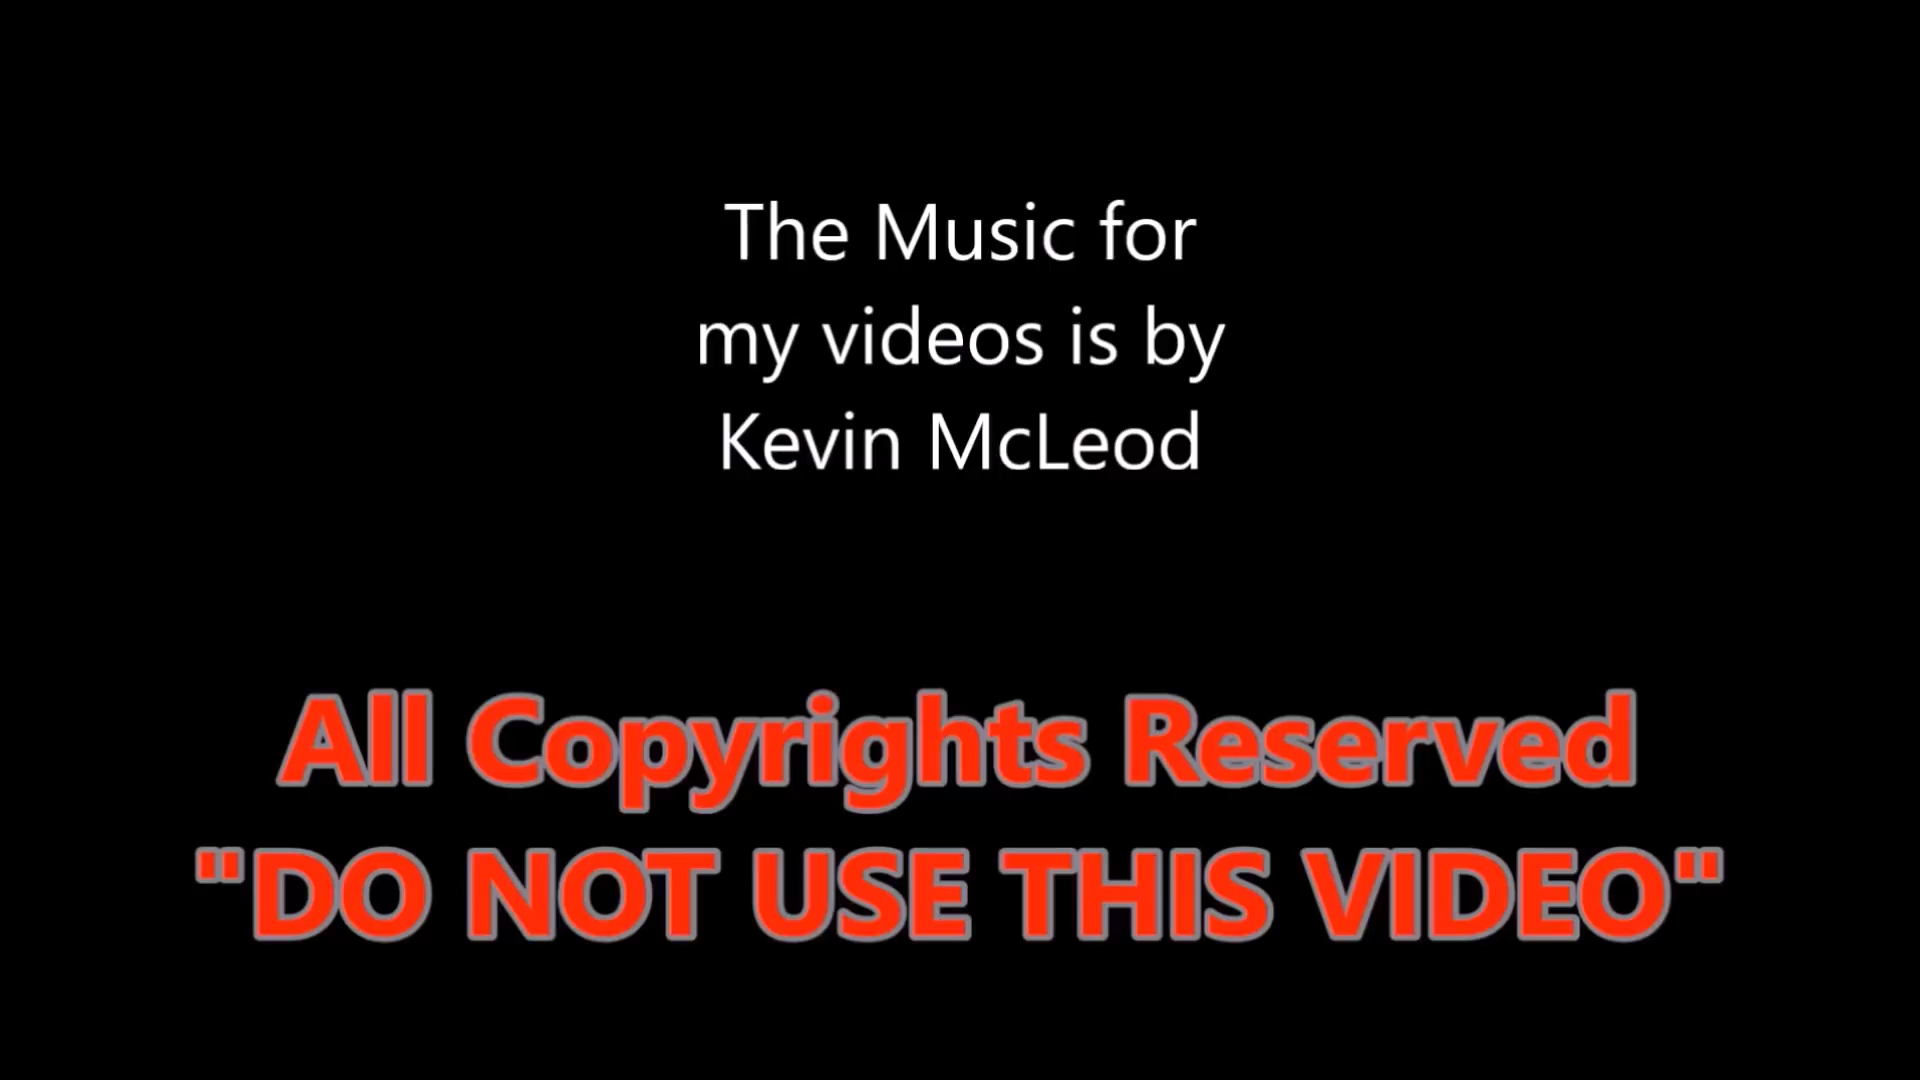 The Music for
my videos is by
Kevin McLeod
All Copyrights Reserved
"DO NOT USE THIS VIDEO"